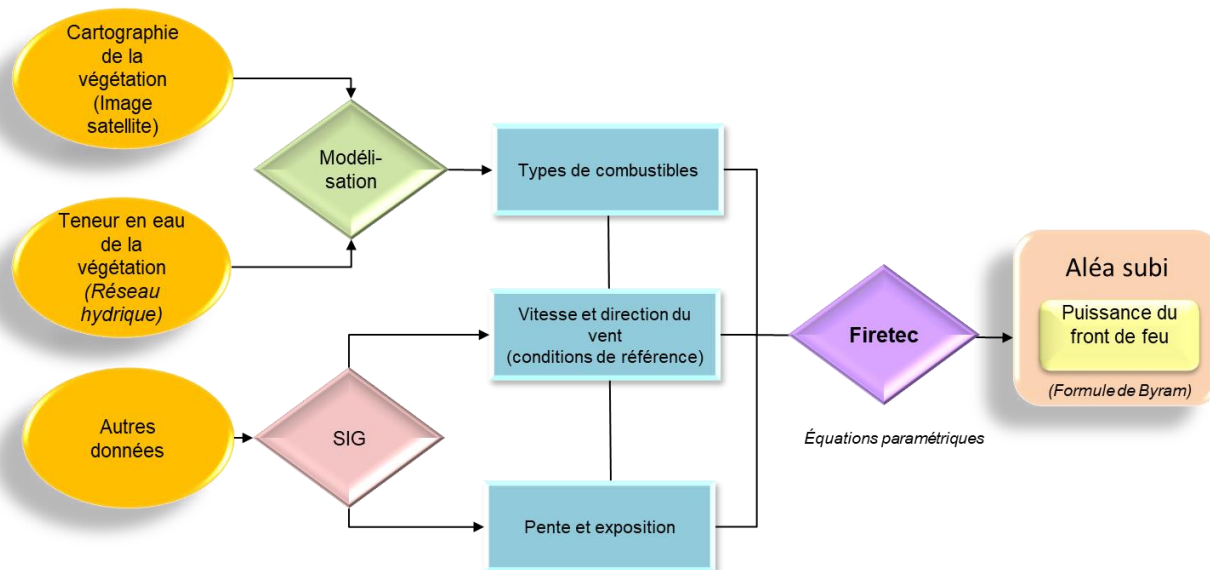 Cartographie
de la
végétation
(Image
satellite)
Modéli-
sation
Types de combustibles
Teneur en eau
de la
végétation
(Réseau
hydrique)
Vitesse et direction du
vent
(conditions de référence)
Firetec
Équations paramétriques
Aléa subi
Puissance du
front de feu
(Formule de Byram)
Autres
données
SIG
Pente et exposition